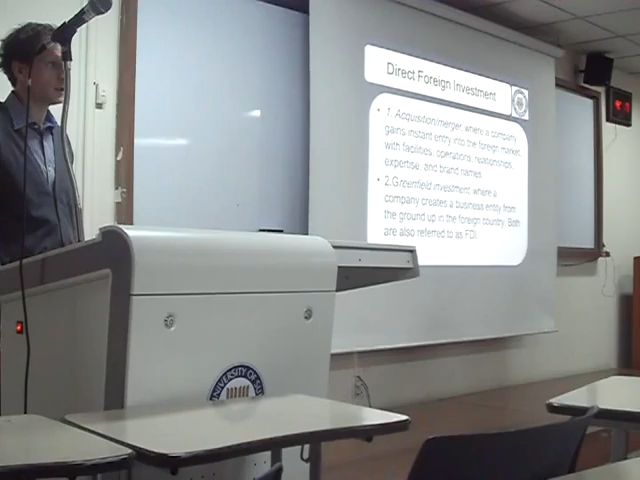 Direct Foreign Investment
• 1. Acquisition/merger, where a company
gains instant entry into the foreign market
with facilities, operations, relationships,
expertise, and brand names.
• 2.Greenfield investment, where a
company creates a business entity from
the ground up in the foreign country. Both
are also referred to as FDI.
UNIVERSITY OF